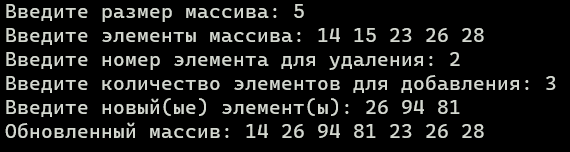 Введите размер массива: 5
Введите элементы массива: 14 15 23 26 28
Введите номер элемента для удаления: 2
Введите количество элементов для добавления: 3
Введите новый(ые) элемент(ы): 26 94 81
Обновленный массив: 14 26 94 81 23 26 28